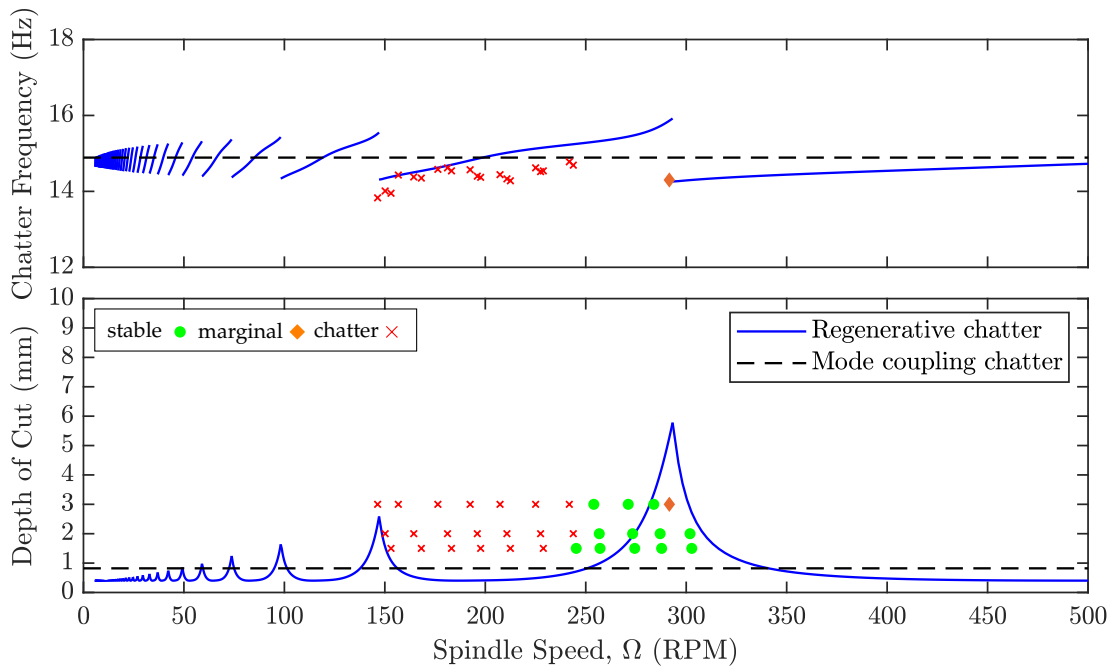 18
16
14
12
Chatter Frequency (Hz)
10
9
8
7
6
5
4
3
2
1
0
Depth of Cut (mm)
stable marginal chatter
Regenerative chatter
Mode coupling chatter
0 50 100 150 200 250 300 350 400 450 500
Spindle Speed, Ω (RPM)